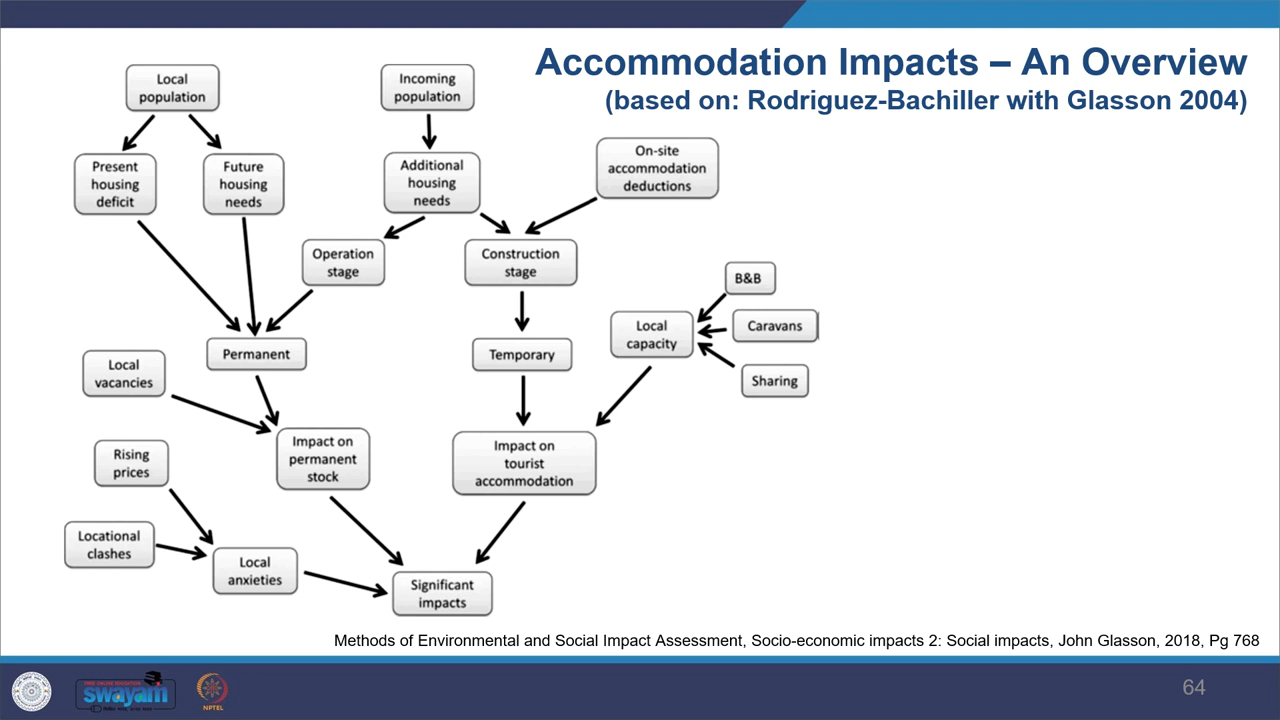 Accommodation Impacts – An Overview
(based on: Rodriguez-Bachiller with Glasson 2004)
Local
population
Incoming
population
Present
housing
deficit
Future
housing
needs
Additional
housing
needs
On-site
accommodation
deductions
Operation
stage
Construction
stage
B&B
Local
capacity
Caravans
Sharing
Permanent
Temporary
Local
vacancies
Impact on
permanent
stock
Impact on
tourist
accommodation
Rising
prices
Locational
clashes
Local
anxieties
Significant
impacts
Methods of Environmental and Social Impact Assessment, Socio-economic impacts 2: Social impacts, John Glasson, 2018, Pg 768
swayam
NPTEL
64